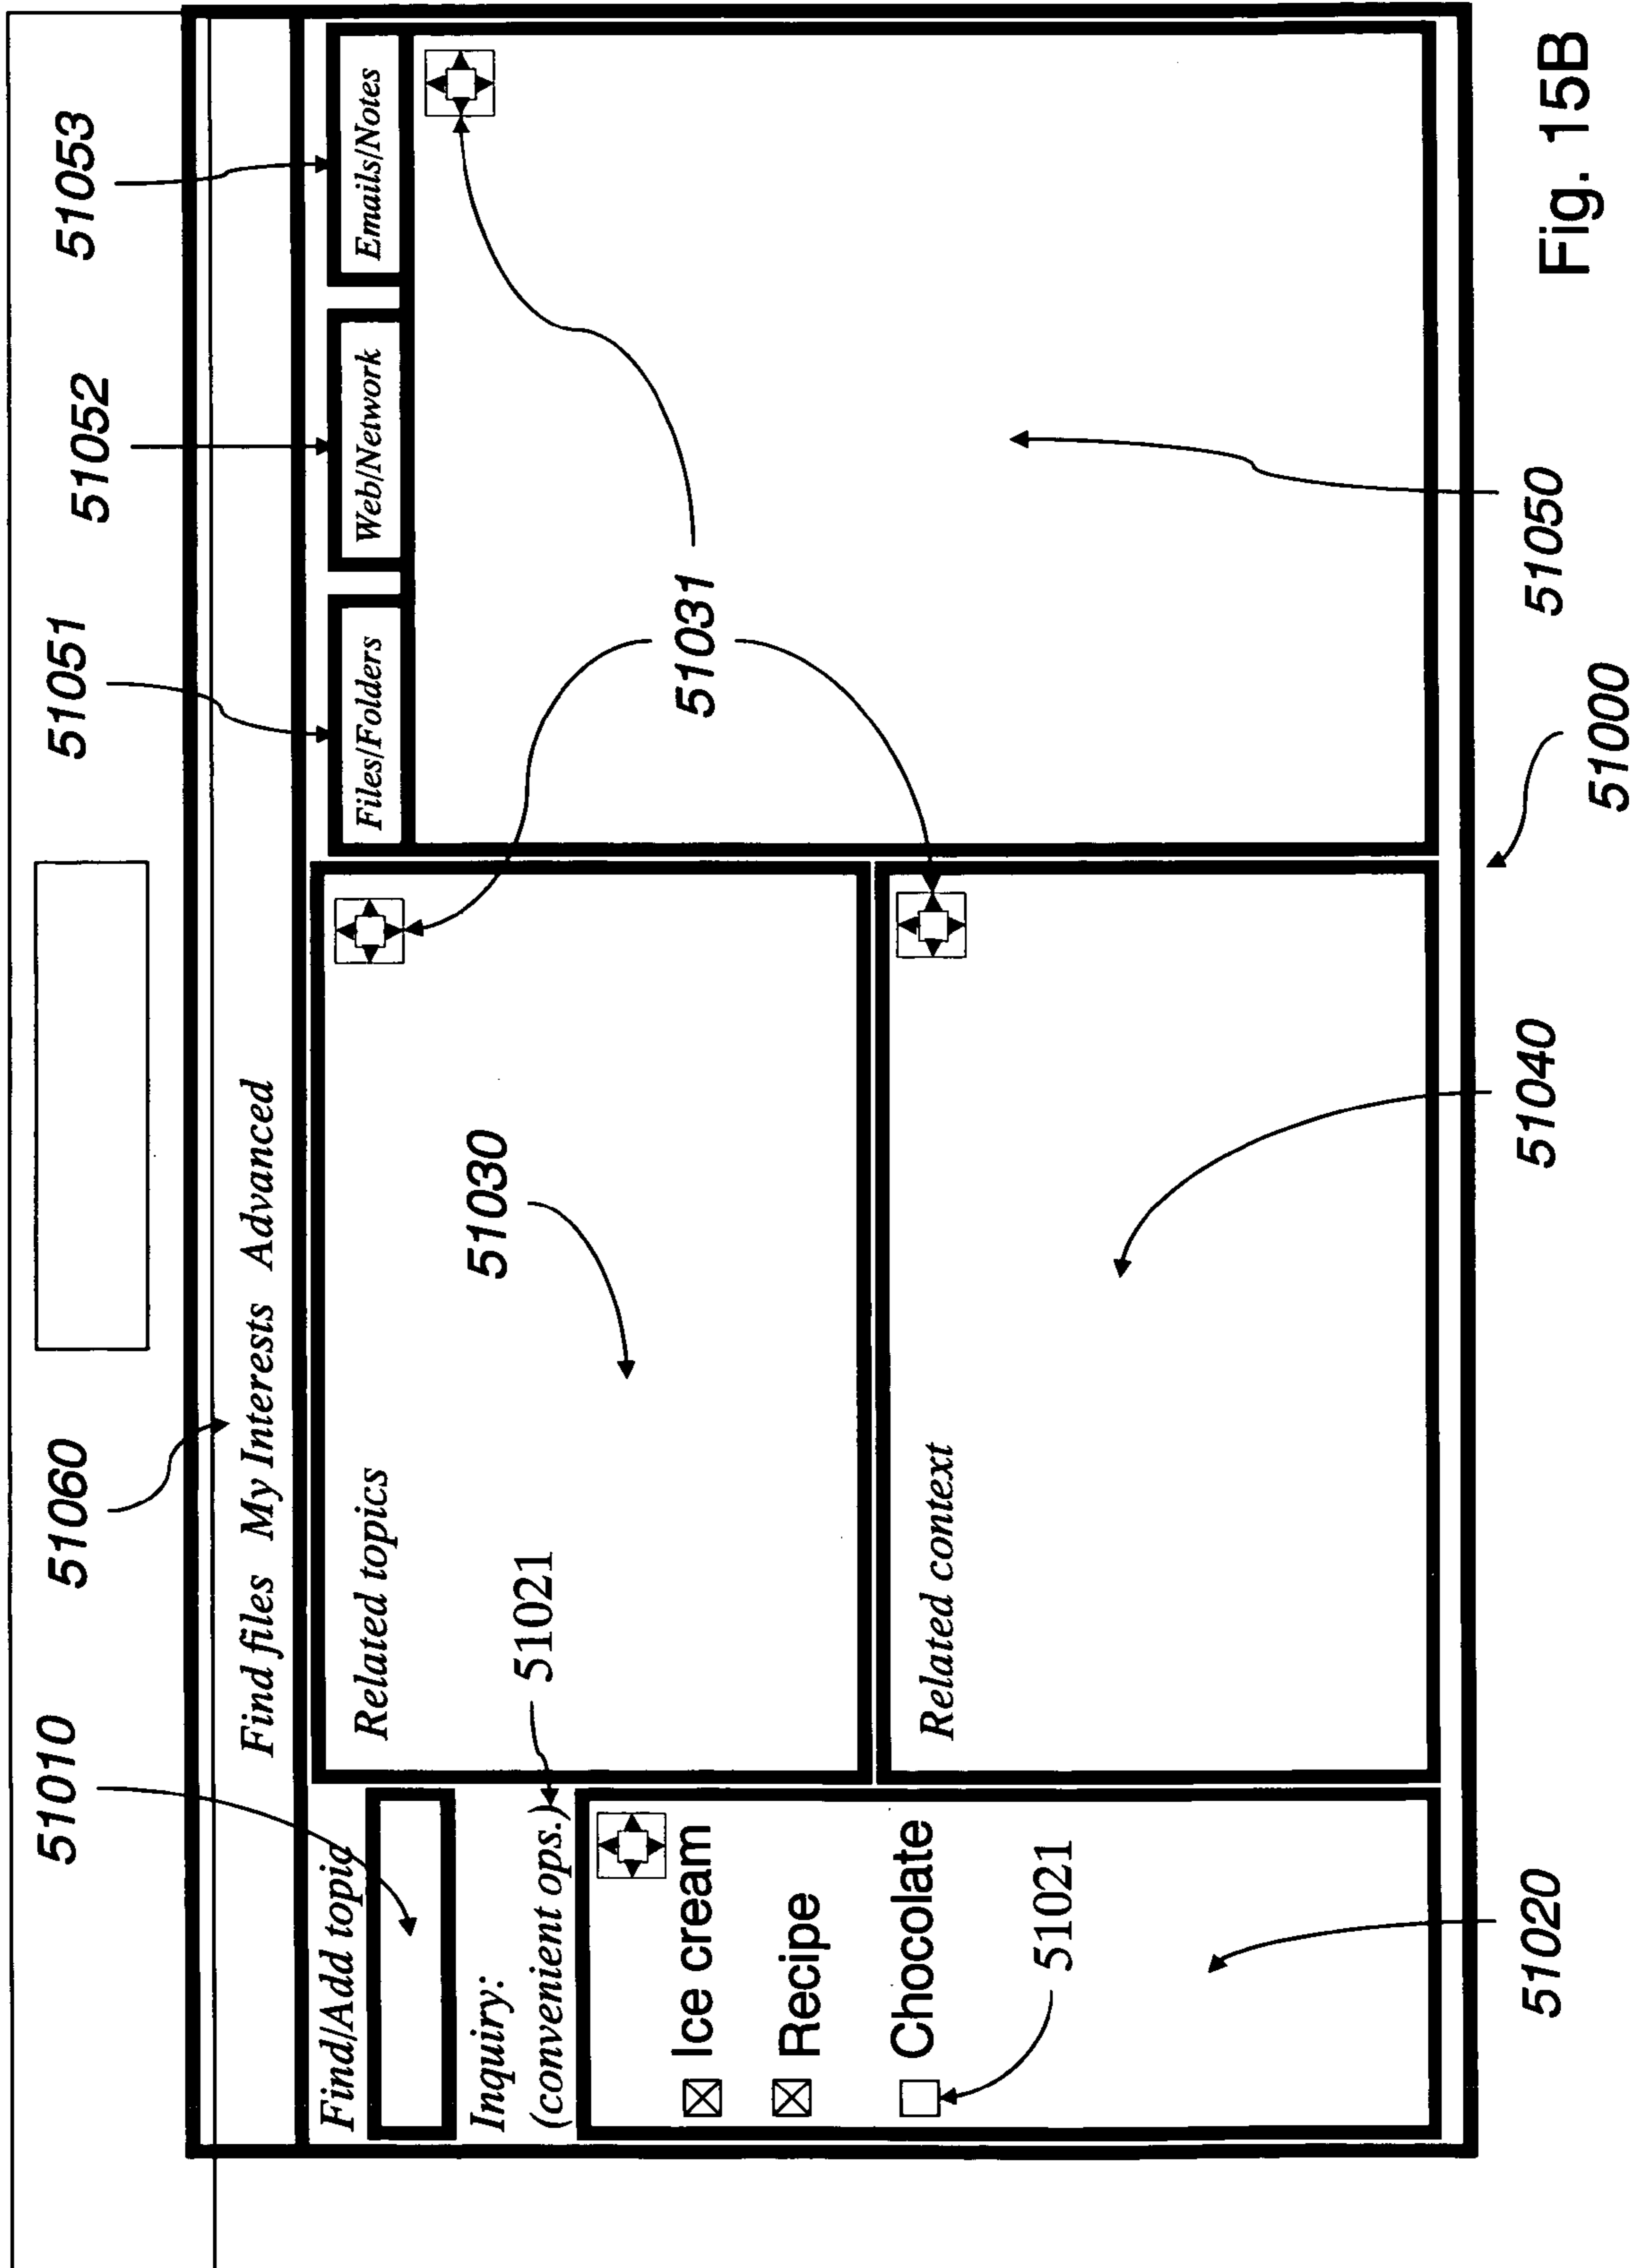 51010
51060
51051
51052
51053
Find files My Interests Advanced
Find/Add topic
Related topics
Files/Folders
Web/Network
Emails/Notes
Inquiry:
(convenient ops.)
51021
51030
51031
Ice cream
Recipe
Chocolate
51021
Related context
51020
51040
51050
51000
Fig. 15B